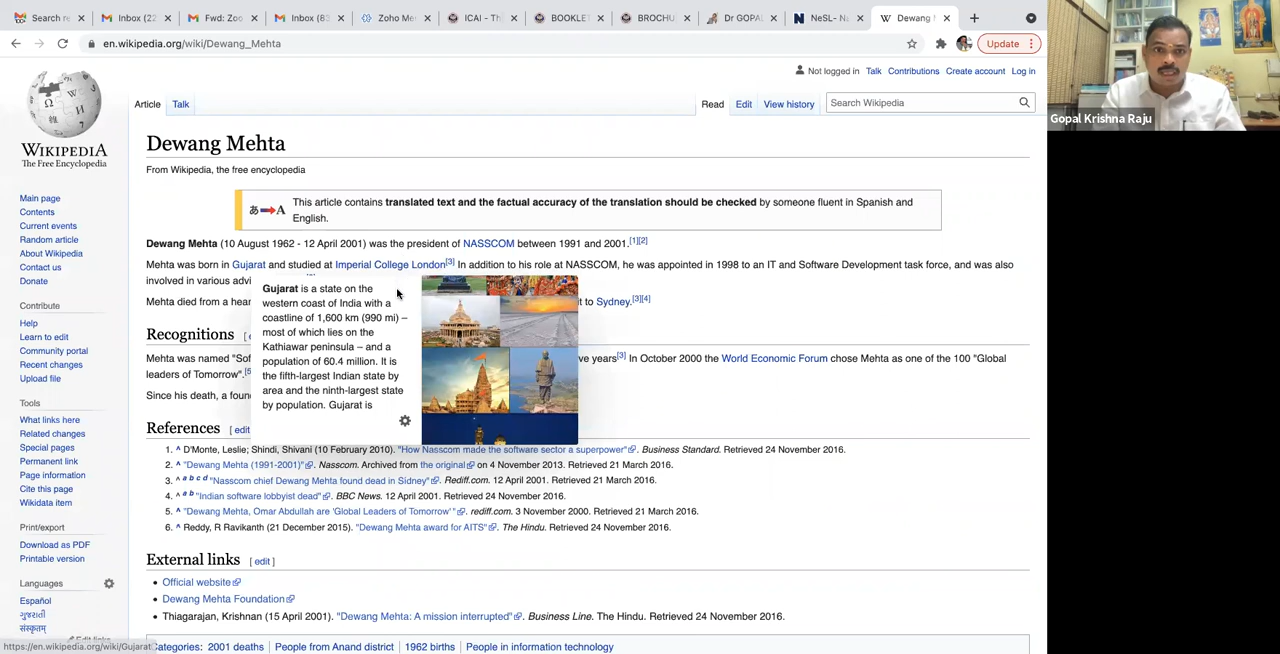 Search re
Inbox (22
Fwd: Zoo
Inbox (83
Zoho Me
ICAI - Th
BOOKLET
BROCHU
Dr GOPAL
NeSL- Na
Dewang M
en.wikipedia.org/wiki/Dewang_Mehta
Update
Not logged in Talk Contributions Create account Log in
Article Talk
Read Edit View history
Search Wikipedia
Gopal Krishna Raju
WIKIPEDIA
The Free Encyclopedia
Main page
Contents
Current events
Random article
About Wikipedia
Contact us
Donate
Contribute
Help
Learn to edit
Community portal
Recent changes
Upload file
Tools
What links here
Related changes
Special pages
Permanent link
Page information
Cite this page
Wikidata item
Print/export
Download as PDF
Printable version
Languages
Español
ગુજરાતી
संस्कृतम्
Edit links
https://en.wikipedia.org/wiki/Gujarat
Dewang Mehta
From Wikipedia, the free encyclopedia
あ A
This article contains translated text and the factual accuracy of the translation should be checked by someone fluent in Spanish and
English.
Dewang Mehta (10 August 1962 - 12 April 2001) was the president of NASSCOM between 1991 and 2001.[1][2]
Mehta was born in Gujarat and studied at Imperial College London[3] In addition to his role at NASSCOM, he was appointed in 1998 to an IT and Software Development task force, and was also
involved in various advi
Mehta died from a hear
it to Sydney.[3][4]
Gujarat is a state on the
western coast of India with a
coastline of 1,600 km (990 mi) –
most of which lies on the
Kathiawar peninsula – and a
population of 60.4 million. It is
the fifth-largest Indian state by
area and the ninth-largest state
by population. Gujarat is
Recognitions
Mehta was named "Sof
ve years[3] In October 2000 the World Economic Forum chose Mehta as one of the 100 "Global
leaders of Tomorrow".
Since his death, a foun
References [ edit
1. ^ D'Monte, Leslie; Shindi, Shivani (10 February 2010). "How Nasscom made the software sector a superpower". Business Standard. Retrieved 24 November 2016.
2. ^ "Dewang Mehta (1991-2001)". Nasscom. Archived from the original on 4 November 2013. Retrieved 21 March 2016.
3. ^ a b c d "Nasscom chief Dewang Mehta found dead in Sidney". Rediff.com. 12 April 2001. Retrieved 21 March 2016.
4. ^ a b "Indian software lobbyist dead". BBC News. 12 April 2001. Retrieved 24 November 2016.
5. ^ "Dewang Mehta, Omar Abdullah are 'Global Leaders of Tomorrow' ". rediff.com. 3 November 2000. Retrieved 21 March 2016.
6. ^ Reddy, R Ravikanth (21 December 2015). "Dewang Mehta award for AITS". The Hindu. Retrieved 24 November 2016.
External links [ edit ]
• Official website
• Dewang Mehta Foundation
• Thiagarajan, Krishnan (15 April 2001). "Dewang Mehta: A mission interrupted". Business Line. The Hindu. Retrieved 24 November 2016.
Categories: 2001 deaths | People from Anand district | 1962 births | People in information technology